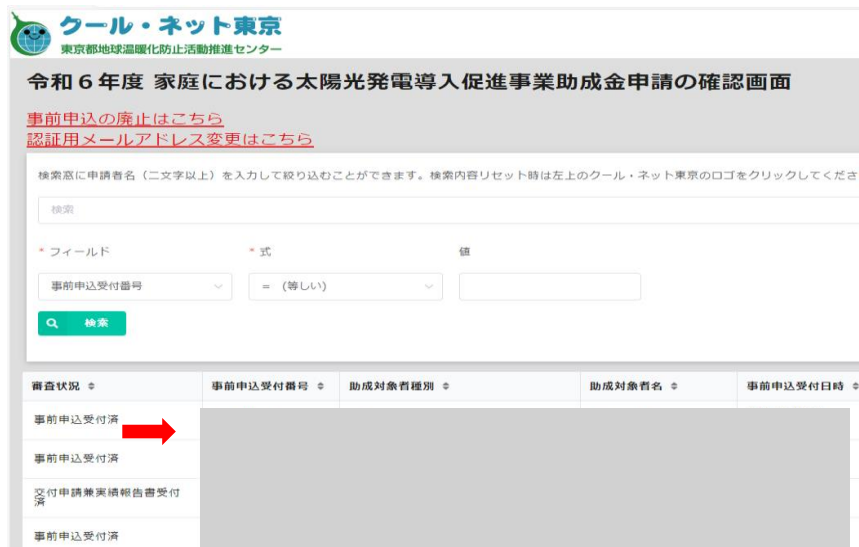 クール・ネット東京
東京都地球温暖化防止活動推進センター
令和6年度 家庭における太陽光発電導入促進事業助成金申請の確認画面
事前申込の廃止はこちら
認証用メールアドレス変更はこちら
検索窓に申請者名（二文字以上）を入力して絞り込むことができます。検索内容リセット時は左上のクール・ネット東京のロゴをクリックしてくださ
検索
* フィールド * 式 値
事前申込受付番号 = (等しい)
検索
審査状況 事前申込受付番号 助成対象者種別 助成対象者名 事前申込受付日時
事前申込受付済
事前申込受付済
交付申請兼実績報告書受付
済
事前申込受付済